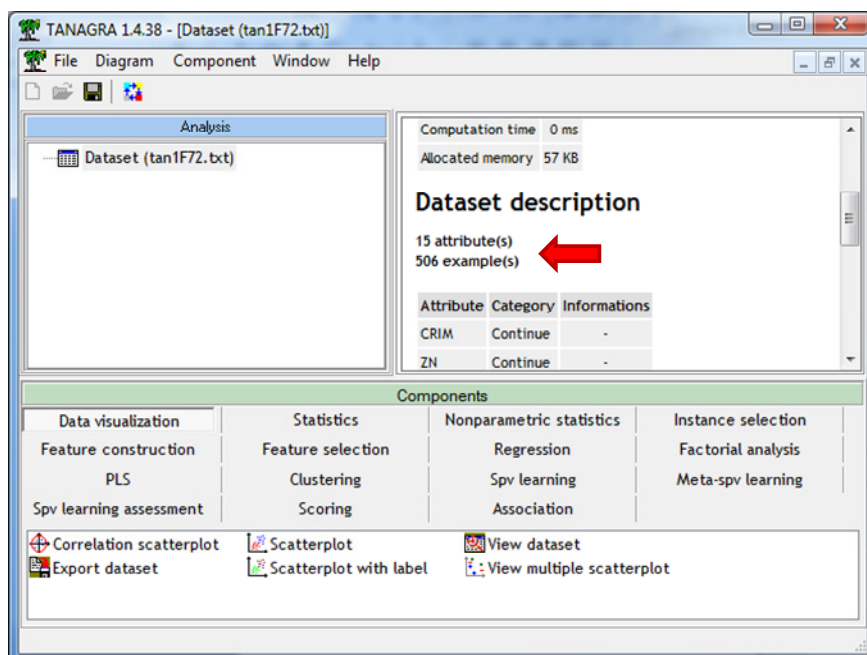 TANAGRA 1.4.38 - [Dataset (tan1F72.txt)]
File Diagram Component Window Help
Analysis
Dataset (tan1F72.txt)
Computation time 0 ms
Allocated memory 57 KB
Dataset description
15 attribute(s)
506 example(s)
Attribute Category Informations
CRIM Continue -
ZN Continue -
Components
Data visualization Statistics Nonparametric statistics Instance selection
Feature construction Feature selection Regression Factorial analysis
PLS Clustering Spv learning Meta-spv learning
Spv learning assessment Scoring Association
Correlation scatterplot Scatterplot View dataset
Export dataset Scatterplot with label View multiple scatterplot